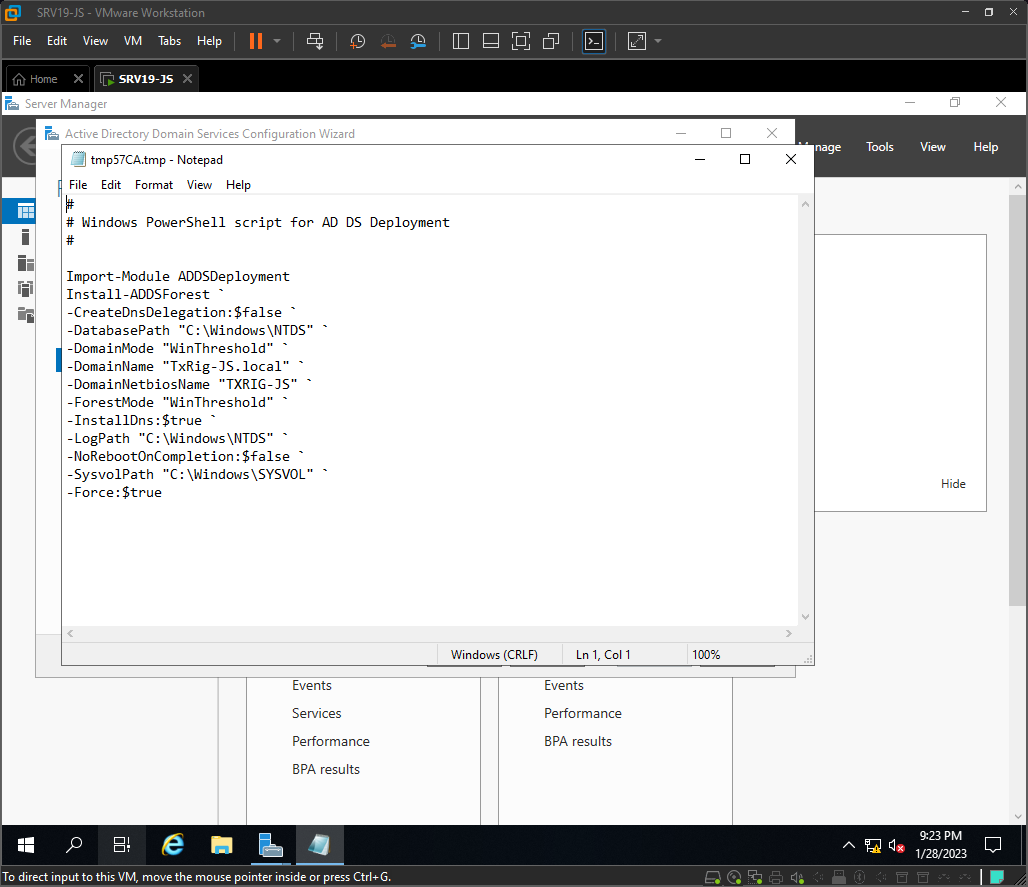 SRV19-JS - VMware Workstation
File Edit View VM Tabs Help
Home SRV19-JS
Server Manager
Manage Tools View Help
Active Directory Domain Services Configuration Wizard
tmp57CA.tmp - Notepad
File Edit Format View Help
#
# Windows PowerShell script for AD DS Deployment
#
Import-Module ADDSDeployment
Install-ADDSForest `
-CreateDnsDelegation:$false `
-DatabasePath "C:\Windows\NTDS" `
-DomainMode "WinThreshold" `
-DomainName "TxRig-JS.local" `
-DomainNetbiosName "TXRIG-JS" `
-ForestMode "WinThreshold" `
-InstallDns:$true `
-LogPath "C:\Windows\NTDS" `
-NoRebootOnCompletion:$false `
-SysvolPath "C:\Windows\SYSVOL" `
-Force:$true
Hide
Windows (CRLF) Ln 1, Col 1 100%
Events
Services
Performance
BPA results
Events
Performance
BPA results
9:23 PM
1/28/2023
To direct input to this VM, move the mouse pointer inside or press Ctrl+G.